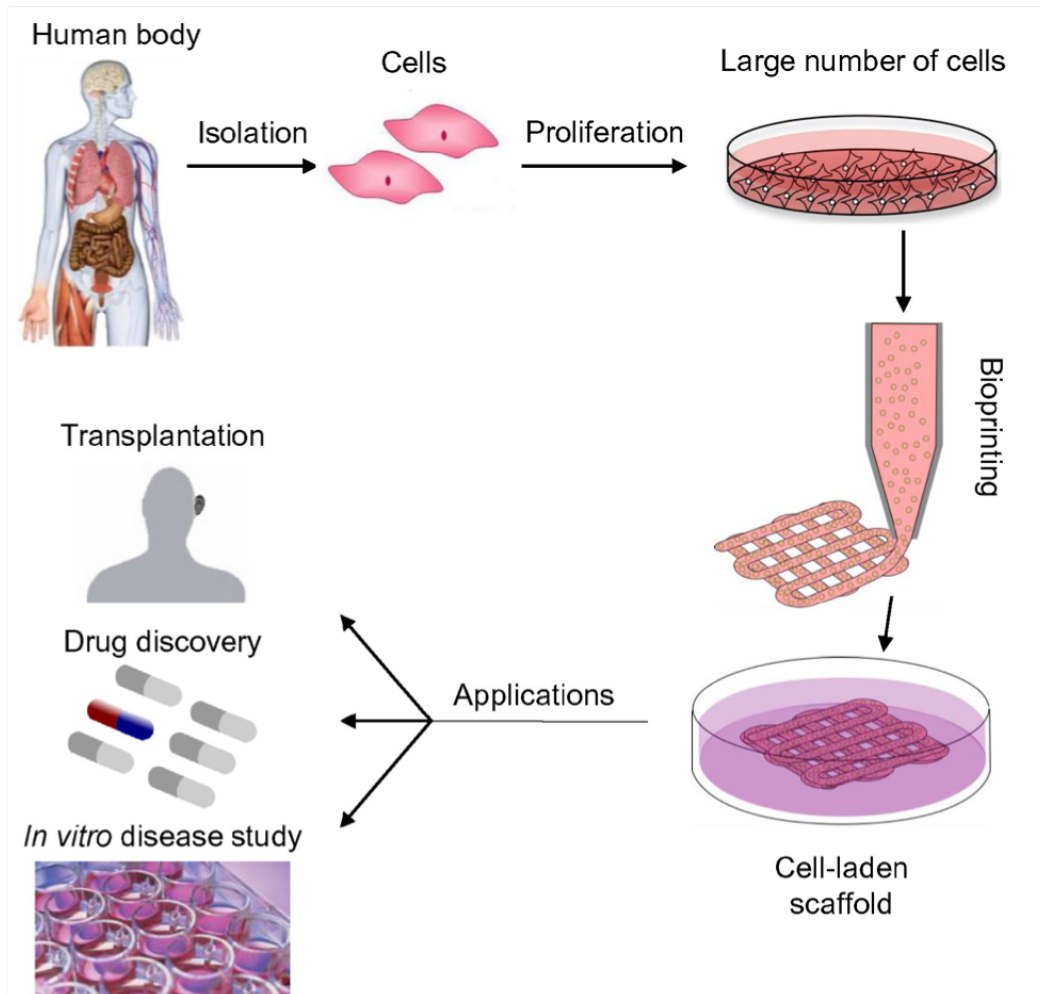 Human body
Isolation
Cells
Proliferation
Large number of cells
Bioprinting
Cell-laden
scaffold
Applications
Transplantation
Drug discovery
In vitro disease study